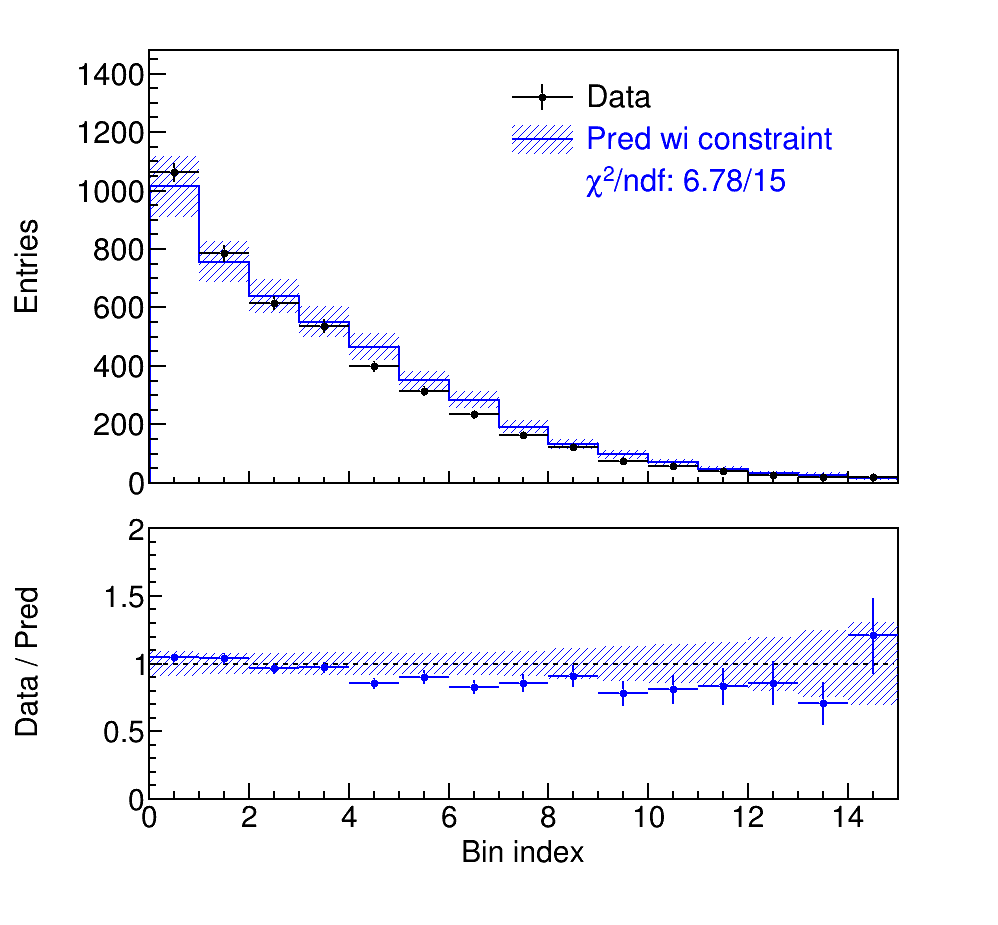 1400
1200
1000
800
600
400
200
0
Entries
Data
Pred wi constraint
χ²/ndf: 6.78/15
2
1.5
1
0.5
0
Data / Pred
0 2 4 6 8 10 12 14
Bin index